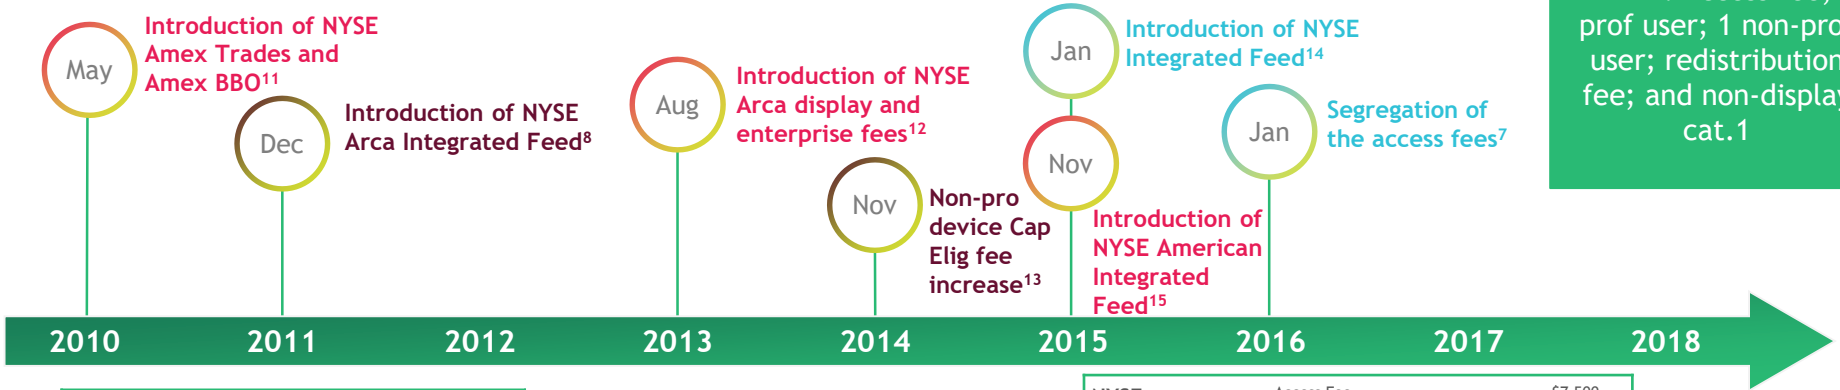 May
Introduction of NYSE
Amex Trades and
Amex BBO¹¹
Dec
Introduction of NYSE
Arca Integrated Feed⁸
Aug
Introduction of NYSE
Arca display and
enterprise fees¹²
Nov
Non-pro
device Cap
Elig fee
increase¹³
Jan
Introduction of NYSE
Integrated Feed¹⁴
Nov
Introduction of
NYSE American
Integrated
Feed¹⁵
Jan
Segregation of
the access fees⁷
prof user; 1 non-pro
user; redistribution
fee; and non-display
cat.1
2010 2011 2012 2013 2014 2015 2016 2017 2018